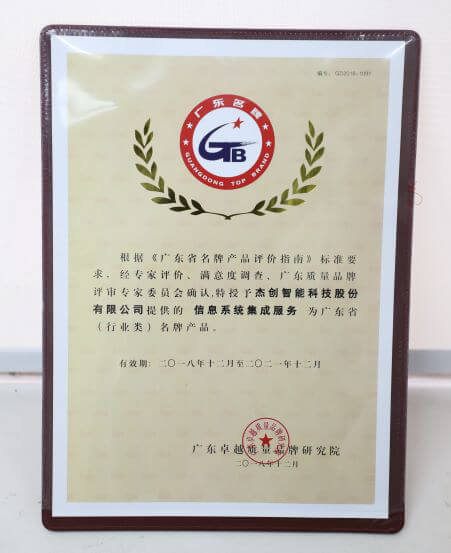 编号：GD2018-1091
广东名牌
GTB
GUANGDONG TOP BRAND
根据《广东省名牌产品评价指南》标准要
求，经专家评价、满意度调查、广东质量品牌
评审专家委员会确认，特授予杰创智能科技股份
有限公司提供的 信息系统集成服务 为广东省
（行业类）名牌产品。
有效期：二〇一八年十二月至二〇二一年十二月
广东卓越质量品牌研究院
二〇一八年十二月